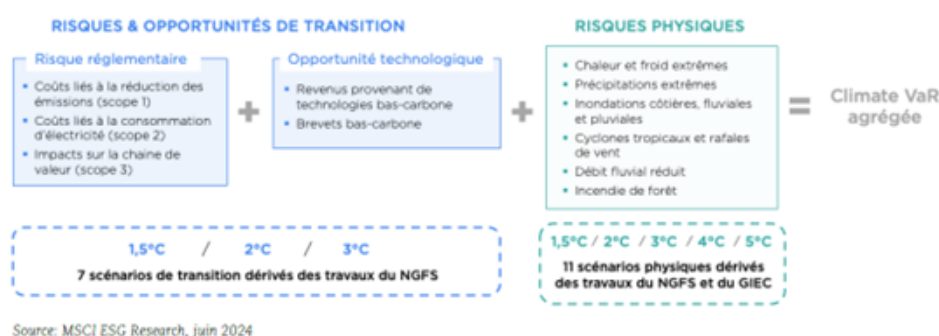 RISQUES & OPPORTUNITÉS DE TRANSITION
Risque réglementaire
▪ Coûts liés à la réduction des
émissions (scope 1)
▪ Coûts liés à la consommation
d'électricité (scope 2)
▪ Impacts sur la chaine de
valeur (scope 3)
+
Opportunité technologique
▪ Revenus provenant de
technologies bas-carbone
▪ Brevets bas-carbone
+
RISQUES PHYSIQUES
▪ Chaleur et froid extrêmes
▪ Précipitations extrêmes
▪ Inondations côtières, fluviales
et pluviales
▪ Cyclones tropicaux et rafales
de vent
▪ Débit fluvial réduit
▪ Incendie de forêt
=
Climate VaR
agrégée
1,5°C / 2°C / 3°C
7 scénarios de transition dérivés des travaux du NGFS
1,5°C / 2°C / 3°C / 4°C / 5°C
11 scénarios physiques dérivés
des travaux du NGFS et du GIEC
Source: MSCI ESG Research, juin 2024